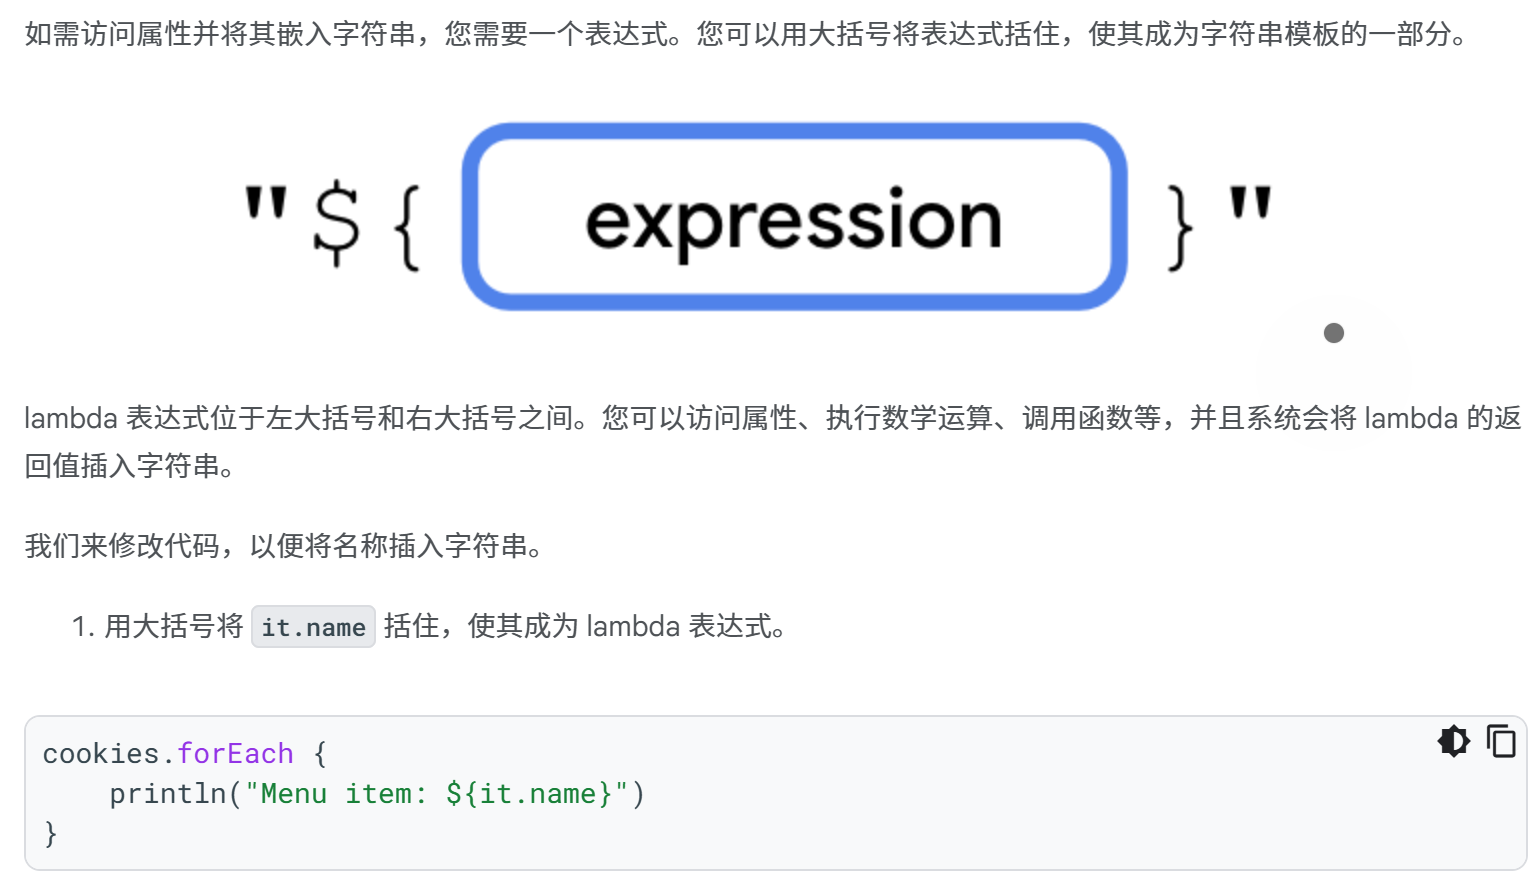 如需访问属性并将其嵌入字符串，您需要一个表达式。您可以用大括号将表达式括住，使其成为字符串模板的一部分。
"${ expression }"
lambda 表达式位于左大括号和右大括号之间。您可以访问属性、执行数学运算、调用函数等，并且系统会将 lambda 的返
回值插入字符串。
我们来修改代码，以便将名称插入字符串。
1. 用大括号将 it.name 括住，使其成为 lambda 表达式。
cookies.forEach {
    println("Menu item: ${it.name}")
}